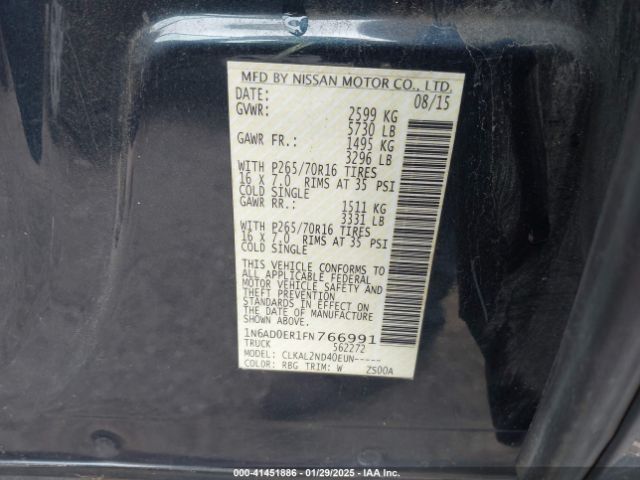 MFD BY NISSAN MOTOR CO., LTD.
DATE: 08/15
GVWR: 2599 KG
5730 LB
GAWR FR.: 1495 KG
3296 LB
WITH P265/70R16 TIRES
16 X 7.0 RIMS AT 35 PSI
COLD SINGLE
GAWR RR.: 1511 KG
3331 LB
WITH P265/70R16 TIRES
16 X 7.0 RIMS AT 35 PSI
COLD SINGLE
THIS VEHICLE CONFORMS TO
ALL APPLICABLE FEDERAL
MOTOR VEHICLE SAFETY AND
THEFT PREVENTION
STANDARDS IN EFFECT ON
THE DATE OF MANUFACTURE
SHOWN ABOVE.
1N6AD0ER1FN766991
TRUCK 562272
MODEL: CLKAL2ND40EUN-----
COLOR: RBG TRIM: W ZS00A
000-41451886 - 01/29/2025 - IAA Inc.